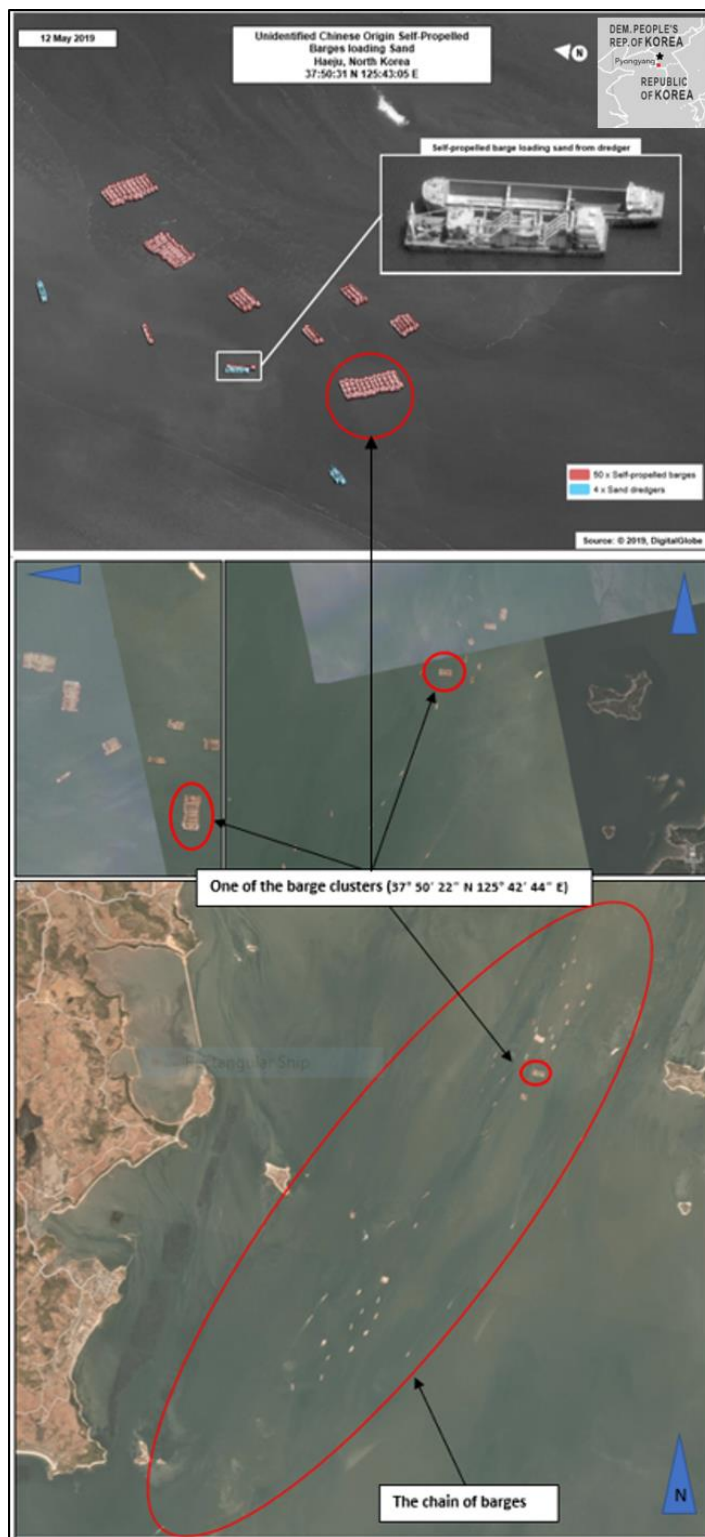 12 May 2019
Unidentified Chinese Origin Self-Propelled
Barges loading Sand
Haeju, North Korea
37:50:31 N 125:43:05 E
N
DEM. PEOPLE'S
REP. OF KOREA
Pyongyang
REPUBLIC
OF KOREA
Self-propelled barge loading sand from dredger
50 x Self-propelled barges
4 x Sand dredgers
Source: © 2019, DigitalGlobe
One of the barge clusters (37° 50' 22" N 125° 42' 44" E)
Rectangular Snip
The chain of barges
N